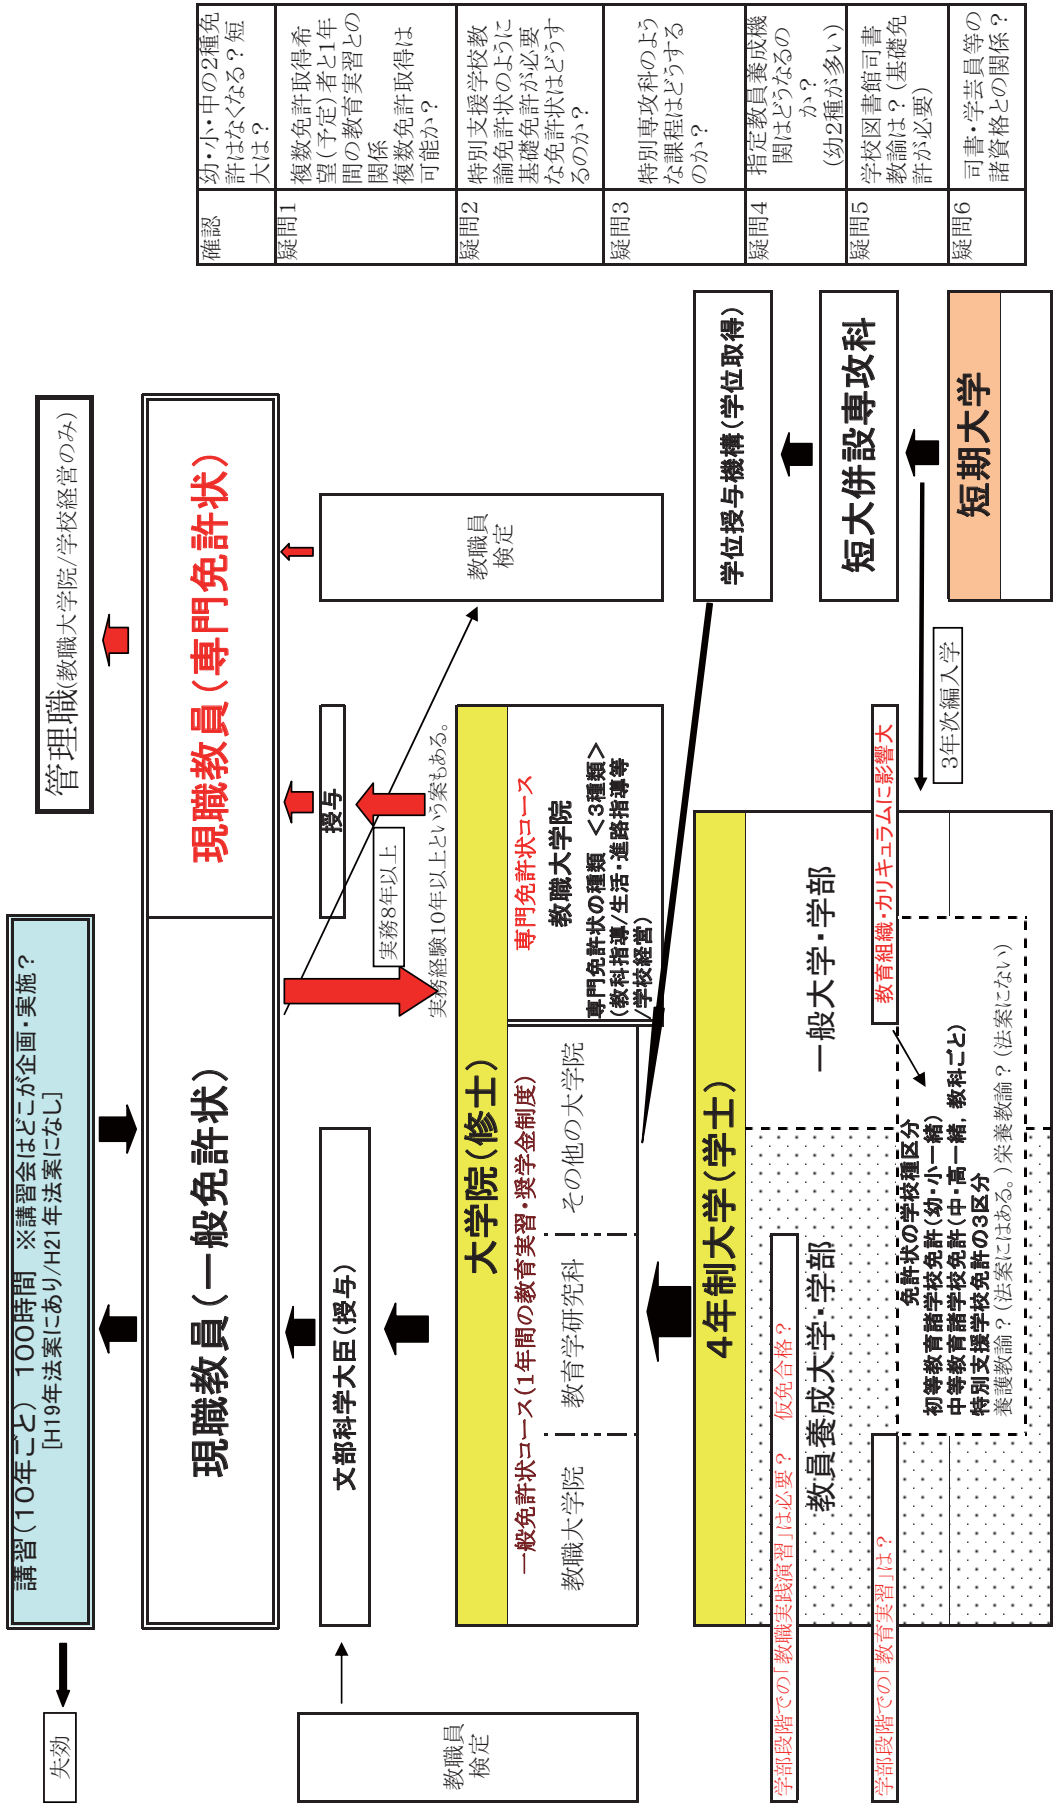 失効
講習(10年ごと) 100時間 ※講習会はどこが企画・実施?
[H19年法案にあり/H21年法案になし]
管理職(教職大学院/学校経営のみ)
現職教員(一般免許状)
現職教員(専門免許状)
教職員
検定
文部科学大臣(授与)
授与
実務8年以上
実務経験10年以上という案もある。
教職員
検定
大学院(修士)
一般免許状コース(1年間の教育実習・奨学金制度)
教職大学院
教育学研究科
その他の大学院
専門免許状コース
教職大学院
専門免許状の種類 <3種類>
(教科指導/生活・進路指導等
/学校経営)
学位授与機構(学位取得)
短大併設専攻科
短期大学
3年次編入学
4年制大学(学士)
学部段階での「教職実践演習」は必要? 仮免合格?
教員養成大学・学部
一般大学・学部
学部段階での「教育実習」は?
教育組織・カリキュラムに影響大
免許状の学校種区分
初等教育諸学校免許(幼・小一緒)
中等教育諸学校免許(中・高一緒,教科ごと)
特別支援学校免許の3区分
養護教諭?(法案にはある。)栄養教諭?(法案にない)
確認
幼・小・中の2種免
許はなくなる?短
大は?
疑問1
複数免許取得希
望(予定)者と1年
間の教育実習との
関係
複数免許取得は
可能か?
疑問2
特別支援学校教
諭免許状のように
基礎免許が必要
な免許状はどうす
るのか?
疑問3
特別専攻科のよう
な課程はどうする
のか?
疑問4
指定教員養成機
関はどうなるの
か?
(幼2種が多い)
疑問5
学校図書館司書
教諭は?(基礎免
許が必要)
疑問6
司書・学芸員等の
諸資格との関係?